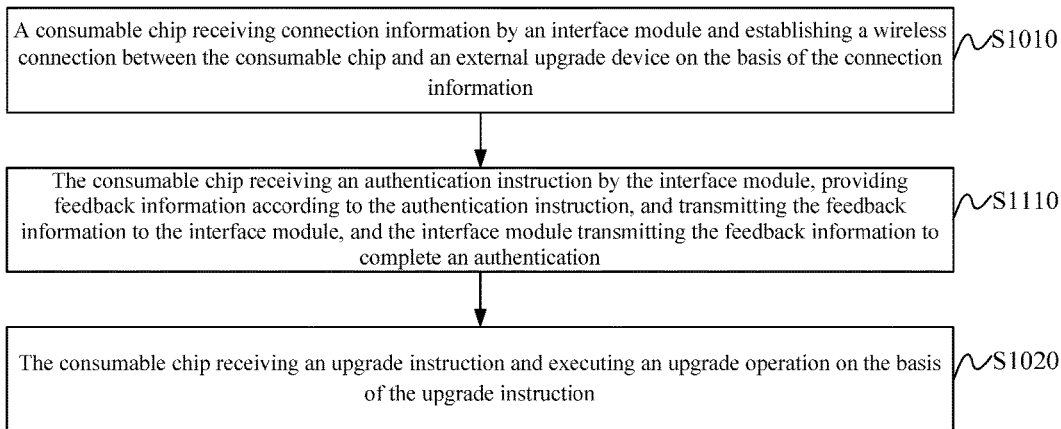 A consumable chip receiving connection information by an interface module and establishing a wireless
connection between the consumable chip and an external upgrade device on the basis of the connection
information
S1010
The consumable chip receiving an authentication instruction by the interface module, providing
feedback information according to the authentication instruction, and transmitting the feedback
information to the interface module, and the interface module transmitting the feedback information to
complete an authentication
S1110
The consumable chip receiving an upgrade instruction and executing an upgrade operation on the basis
of the upgrade instruction
S1020